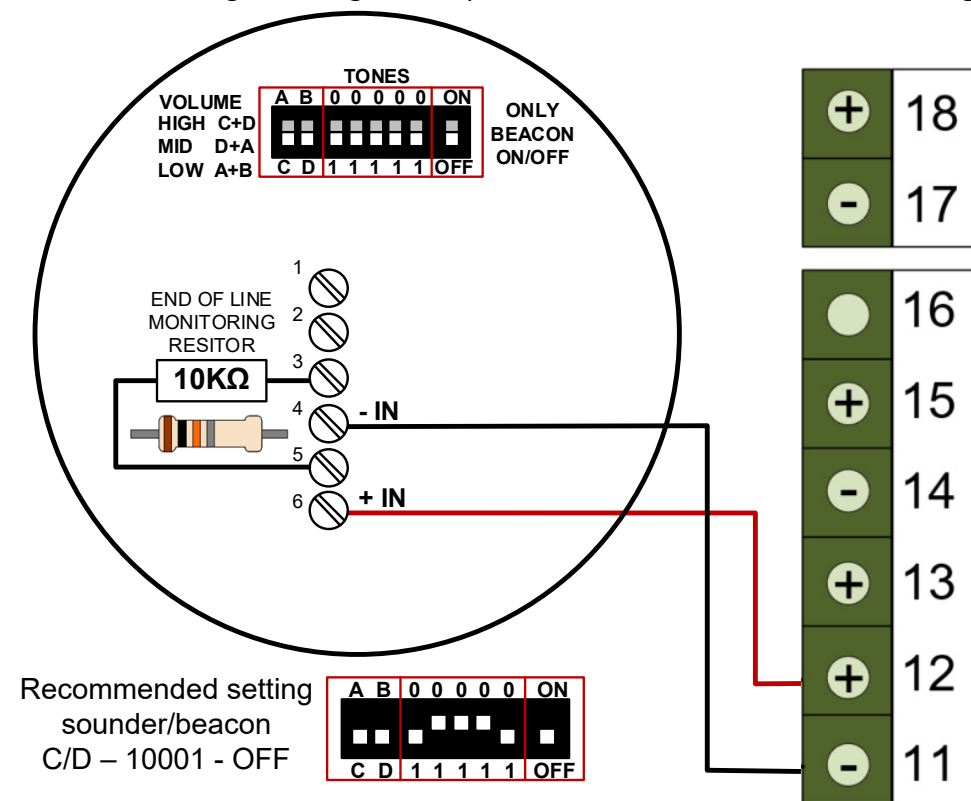 TONES
VOLUME
HIGH C+D
MID D+A
LOW A+B
A B 0 0 0 0 0 ON
C D 1 1 1 1 1 OFF
ONLY
BEACON
ON/OFF
END OF LINE
MONITORING
RESITOR
10KΩ
1
2
3
4
- IN
5
6
+ IN
Recommended setting
sounder/beacon
C/D – 10001 - OFF
A B 0 0 0 0 0 ON
C D 1 1 1 1 1 OFF
+ 18
- 17
16
+ 15
- 14
+ 13
+ 12
- 11